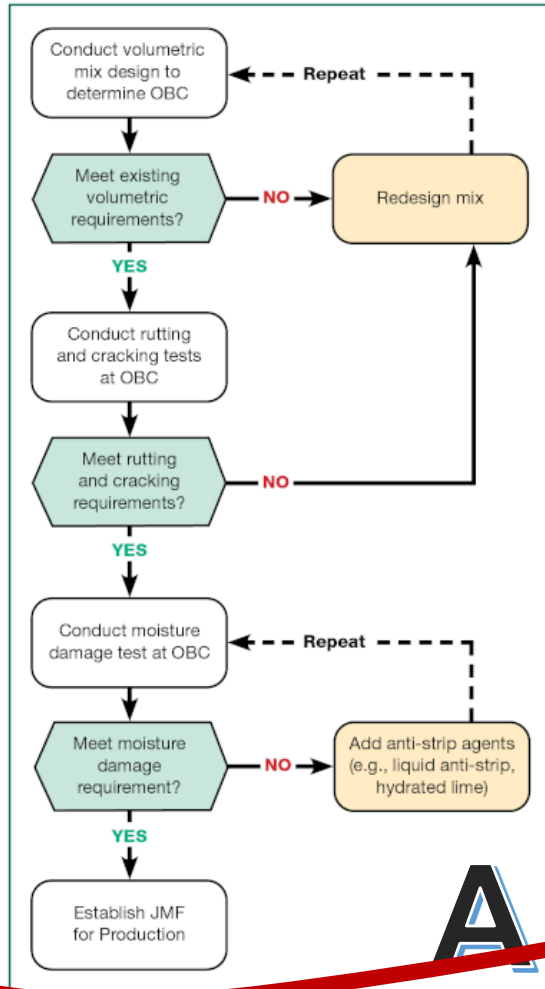 Conduct volumetric
mix design to
determine OBC
Repeat
Meet existing
volumetric
requirements?
NO
Redesign mix
YES
Conduct rutting
and cracking tests
at OBC
Meet rutting
and cracking
requirements?
NO
YES
Conduct moisture
damage test at OBC
Repeat
Meet moisture
damage
requirement?
NO
Add anti-strip agents
(e.g., liquid anti-strip,
hydrated lime)
YES
Establish JMF
for Production
A